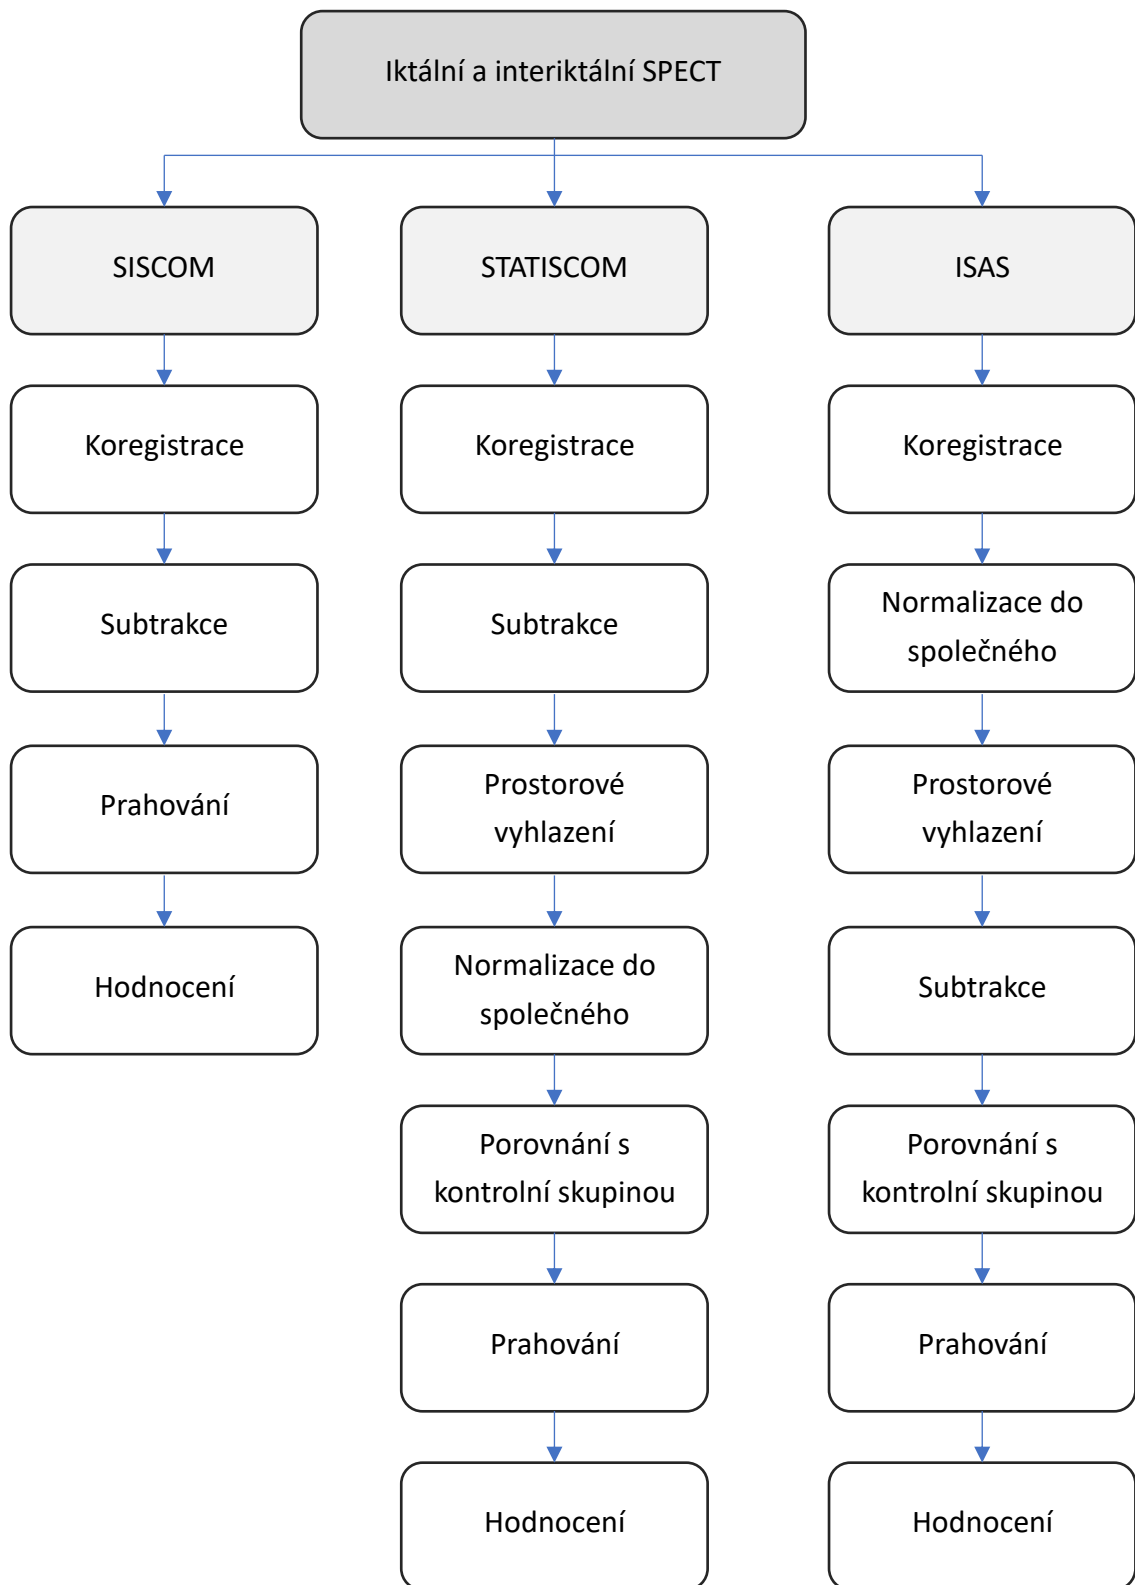 Iktální a interiktální SPECT
SISCOM
STATISCOM
ISAS
Koregistrace
Koregistrace
Koregistrace
Subtrakce
Subtrakce
Normalizace do
společného
Prahování
Prostorové
vyhlazení
Prostorové
vyhlazení
Hodnocení
Normalizace do
společného
Subtrakce
Porovnání s
kontrolní skupinou
Porovnání s
kontrolní skupinou
Prahování
Prahování
Hodnocení
Hodnocení